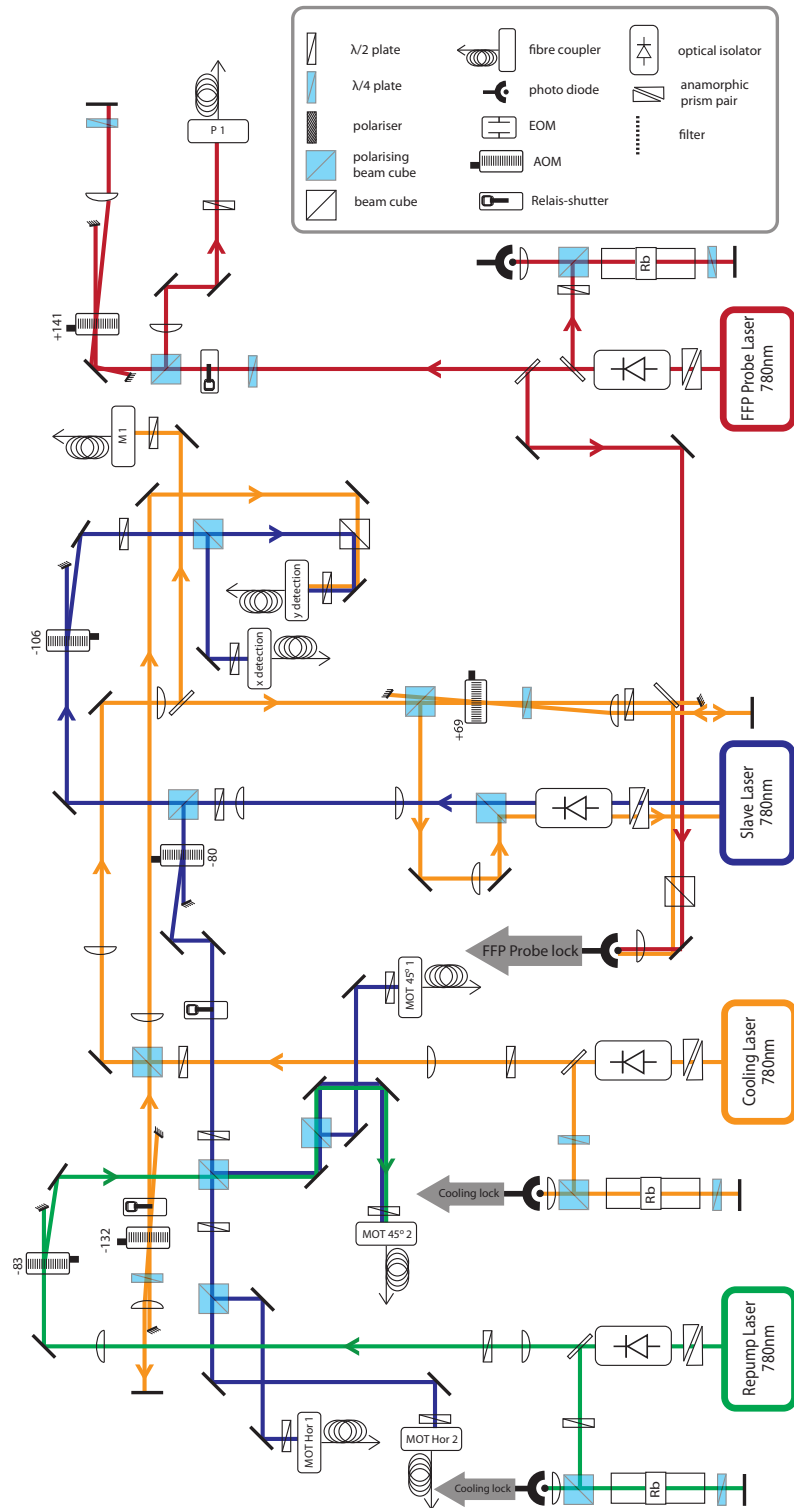 λ/2 plate
λ/4 plate
polariser
polarising
beam cube
beam cube
fibre coupler
photo diode
EOM
AOM
Relais-shutter
optical isolator
anamorphic
prism pair
filter
P 1
+141
M 1
-106
y detection
x detection
+69
-80
-132
-83
Rb
FFP Probe Laser
780nm
Slave Laser
780nm
FFP Probe lock
MOT 45º 1
MOT 45º 2
Cooling lock
Rb
Cooling Laser
780nm
MOT Hor 1
MOT Hor 2
Cooling lock
Rb
Repump Laser
780nm